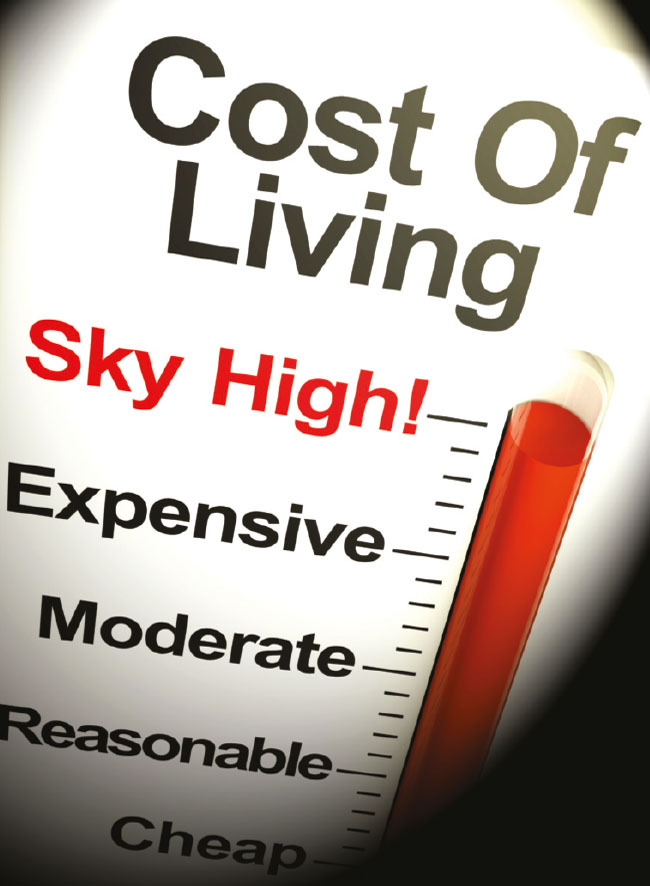 Cost Of
Living
Sky High!
Expensive
Moderate
Reasonable
Cheap